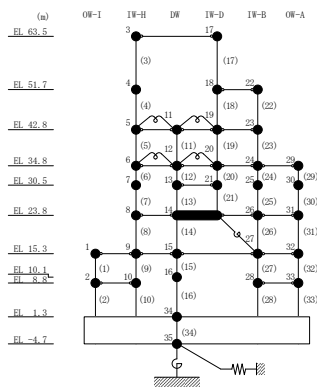 (m) OW-I IW-H DW IW-D IW-B OW-A
EL 63.5 3 17
(3) (17)
EL 51.7 4 18 22
(4) (18) (22)
EL 42.8 5 11 19 23
(5) (11) (19) (23)
EL 34.8 6 12 20 24 29
(6) (12) (20) (24) (29)
EL 30.5 7 13 21 25 30
(7) (13) (21) (25) (30)
EL 23.8 8 14 26 31
(8) (14) 27 (26) (31)
EL 15.3 1 9 15 32
(1) (9) (15) (27) (32)
EL 10.1 16
EL 8.8 2 10 28 33
(2) (10) (16) (28) (33)
EL 1.3 34
(34)
EL -4.7 35